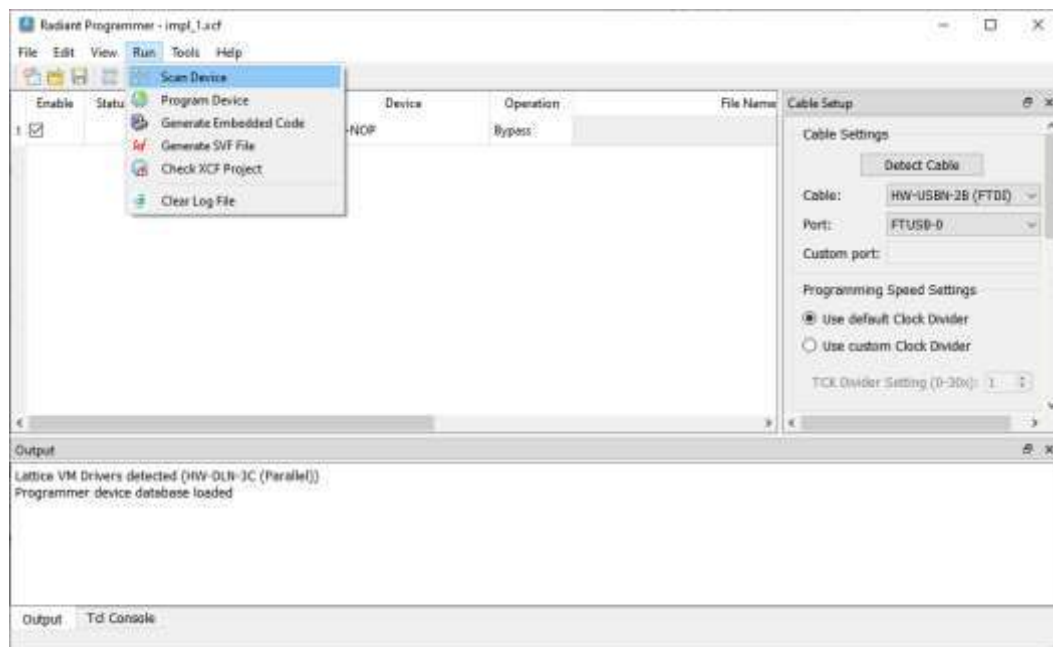 Radiant Programmer - impl_1.xcf
File Edit View Run Tools Help
Scan Device
Enable Statu Device Operation File Name
Program Device
1 -NOP Bypass
Generate Embedded Code
Generate SVF File
Check XCF Project
Clear Log File
Cable Setup
Cable Settings
Detect Cable
Cable: HW-USBN-2B (FTDI)
Port: FTUSB-0
Custom port:
Programming Speed Settings
Use default Clock Divider
Use custom Clock Divider
TCK Divider Setting (0-30x): 1
Output
Lattice VM Drivers detected (HW-DLN-3C (Parallel))
Programmer device database loaded
Output Tcl Console